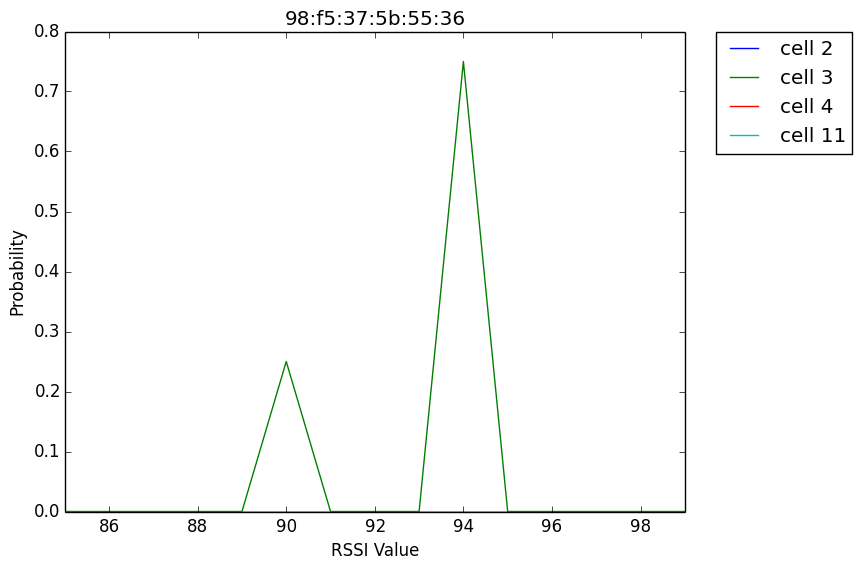 98:f5:37:5b:55:36
0.8
0.7
0.6
0.5
0.4
0.3
0.2
0.1
0.0
Probability
86 88 90 92 94 96 98
RSSI Value
cell 2
cell 3
cell 4
cell 11